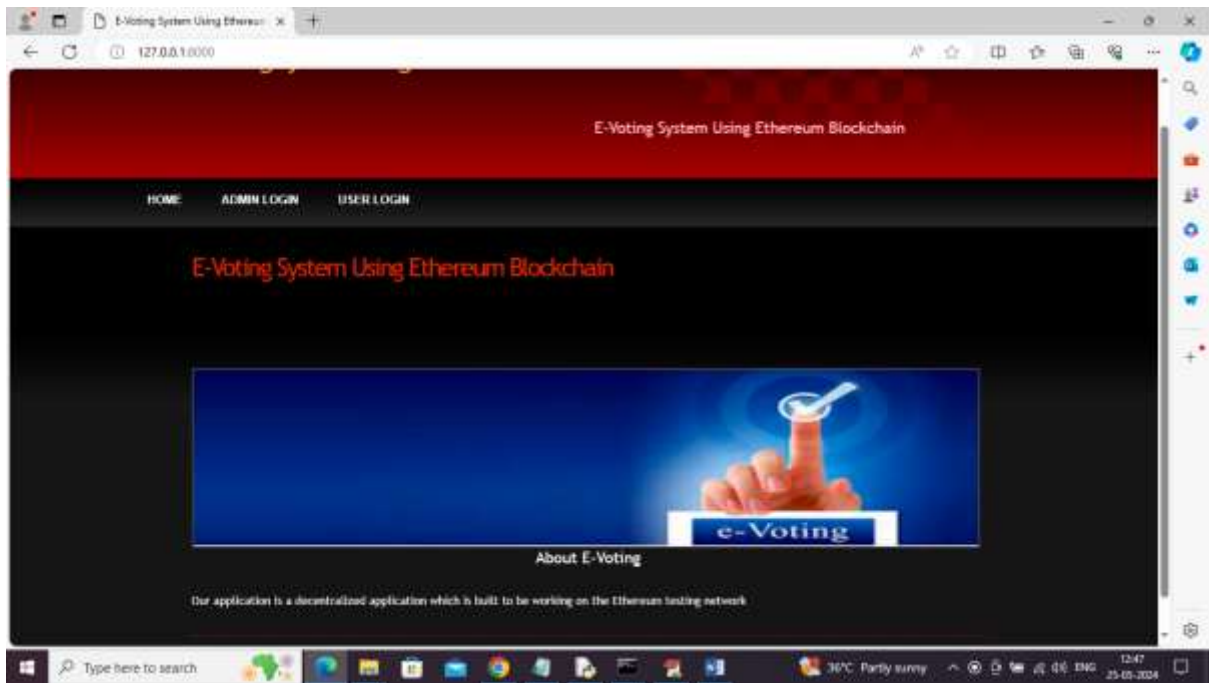 E-Voting System Using Ethereum
127.0.0.1:8000
E-Voting System Using Ethereum Blockchain
HOME ADMIN LOGIN USER LOGIN
E-Voting System Using Ethereum Blockchain
e-Voting
About E-Voting
Our application is a decentralized application which is built to be working on the Ethereum testing network
Type here to search
36°C Partly sunny
ENG
12:47
25-05-2024